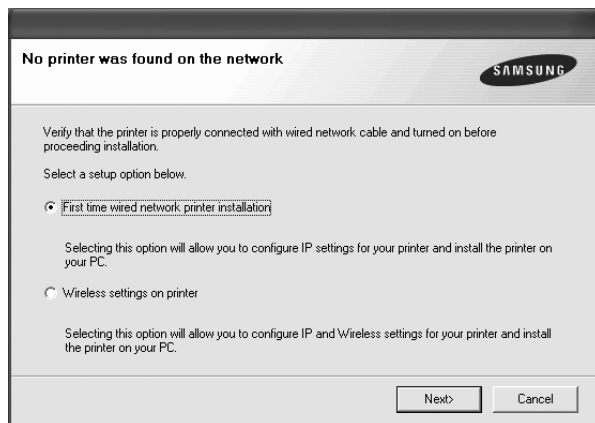 No printer was found on the network
SAMSUNG
Verify that the printer is properly connected with wired network cable and turned on before
proceeding installation.
Select a setup option below.
First time wired network printer installation
Selecting this option will allow you to configure IP settings for your printer and install the printer on
your PC.
Wireless settings on printer
Selecting this option will allow you to configure IP and Wireless settings for your printer and install
the printer on your PC.
Next>
Cancel